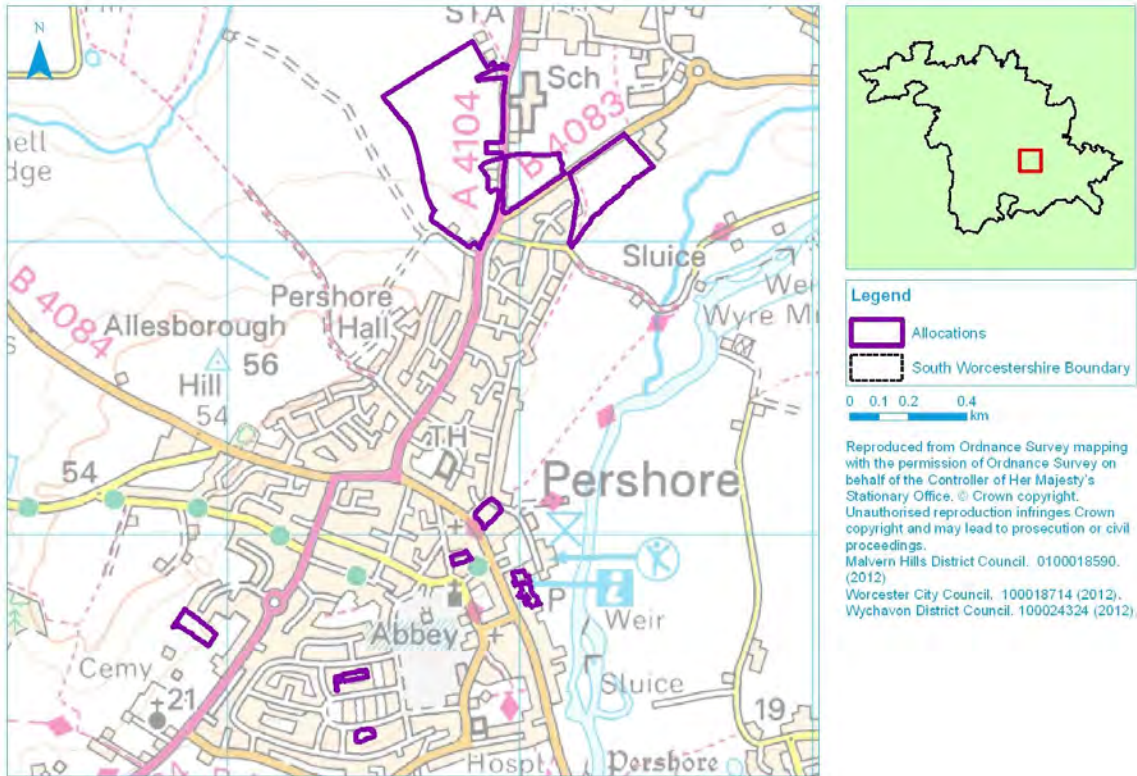 N
STA
Sch
A 4104
B 4083
B 4084
Sluice
Pershore
Hall
Allesborough
56
Hill
54
54
TH
Pershore
P
Weir
Abbey
Cemy
21
Sluice
19
Hospt
Pershore
Legend
Allocations
South Worcestershire Boundary
0 0.1 0.2 0.4
km
Reproduced from Ordnance Survey mapping
with the permission of Ordnance Survey on
behalf of the Controller of Her Majesty's
Stationary Office. © Crown copyright.
Unauthorised reproduction infringes Crown
copyright and may lead to prosecution or civil
proceedings.
Malvern Hills District Council. 0100018590.
(2012)
Worcester City Council. 100018714 (2012).
Wychavon District Council. 100024324 (2012)